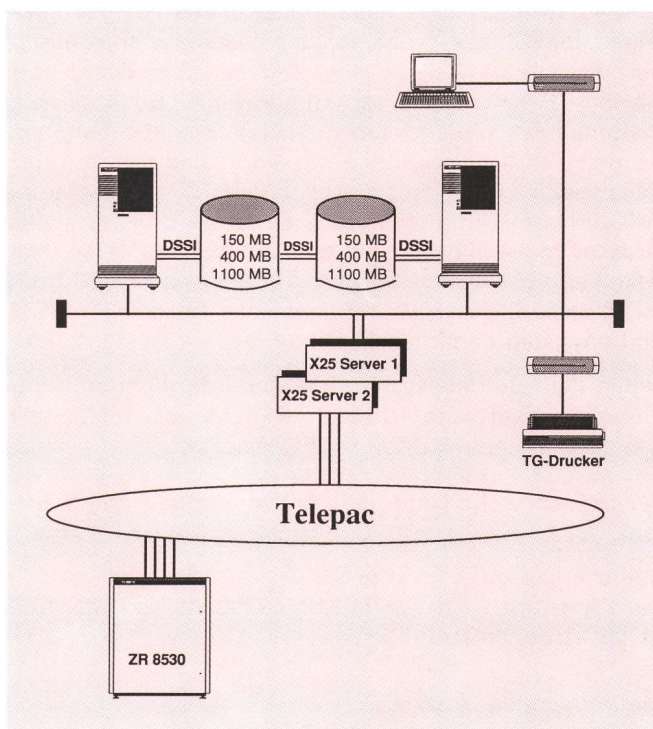 DSSI
150 MB
400 MB
1100 MB
DSSI
150 MB
400 MB
1100 MB
DSSI
X25 Server 1
X25 Server 2
TG-Drucker
Telepac
ZR 8530